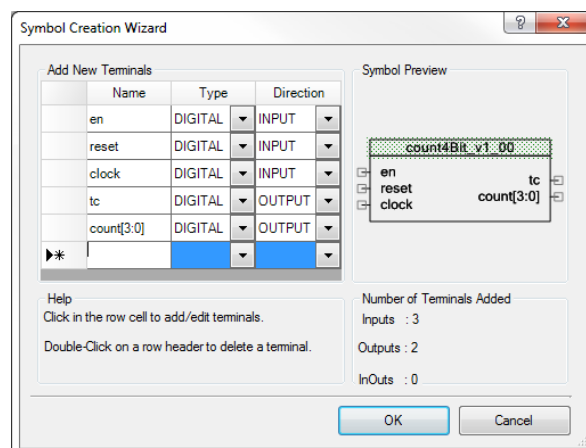 Symbol Creation Wizard
?
X
Add New Terminals
Name Type Direction
en DIGITAL INPUT
reset DIGITAL INPUT
clock DIGITAL INPUT
tc DIGITAL OUTPUT
count[3:0] DIGITAL OUTPUT
Symbol Preview
count4Bit_v1_00
en
reset
clock
tc
count[3:0]
Help
Click in the row cell to add/edit terminals.
Double-Click on a row header to delete a terminal.
Number of Terminals Added
Inputs : 3
Outputs : 2
InOuts : 0
OK Cancel